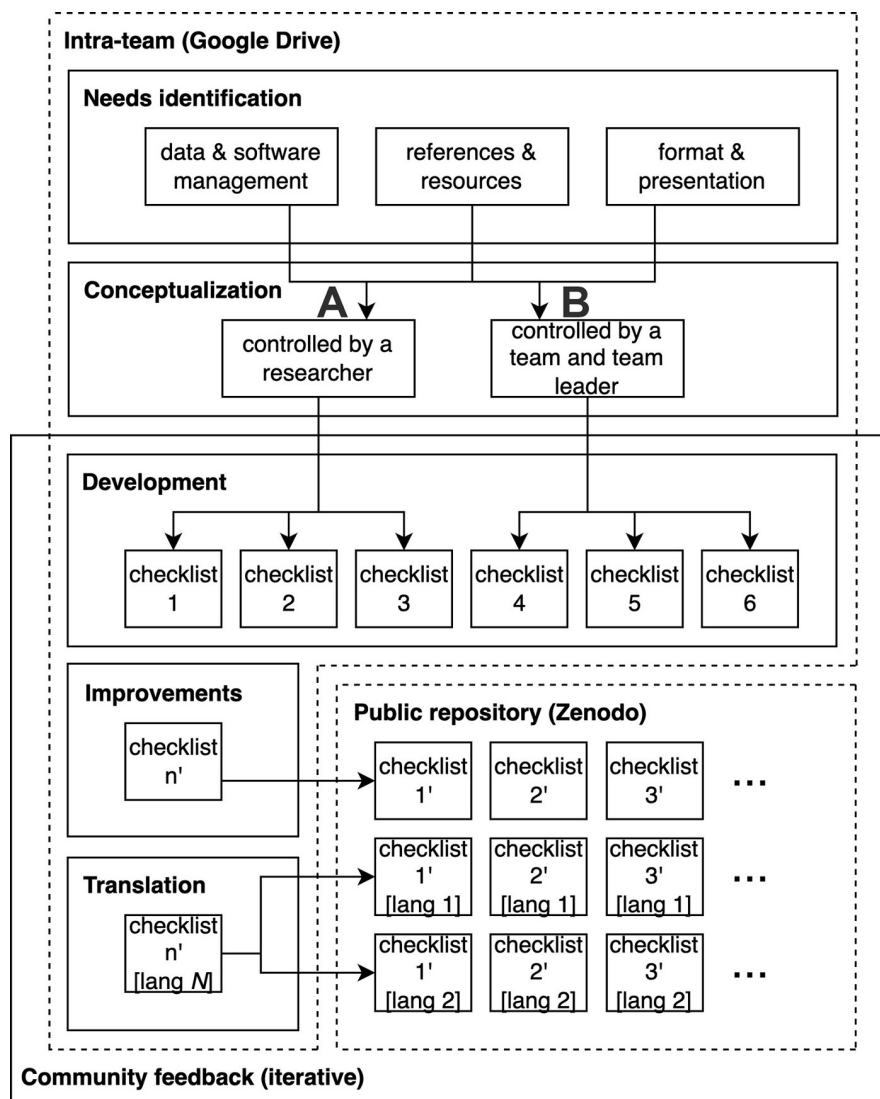 Intra-team (Google Drive)
Needs identification
data & software
management
references &
resources
format &
presentation
Conceptualization
A
B
controlled by a
researcher
controlled by a
team and team
leader
Development
checklist
1
checklist
2
checklist
3
checklist
4
checklist
5
checklist
6
Improvements
checklist
n'
Public repository (Zenodo)
checklist
1'
checklist
2'
checklist
3'
...
Translation
checklist
n'
[lang N]
checklist
1'
[lang 1]
checklist
2'
[lang 1]
checklist
3'
[lang 1]
...
checklist
1'
[lang 2]
checklist
2'
[lang 2]
checklist
3'
[lang 2]
...
Community feedback (iterative)